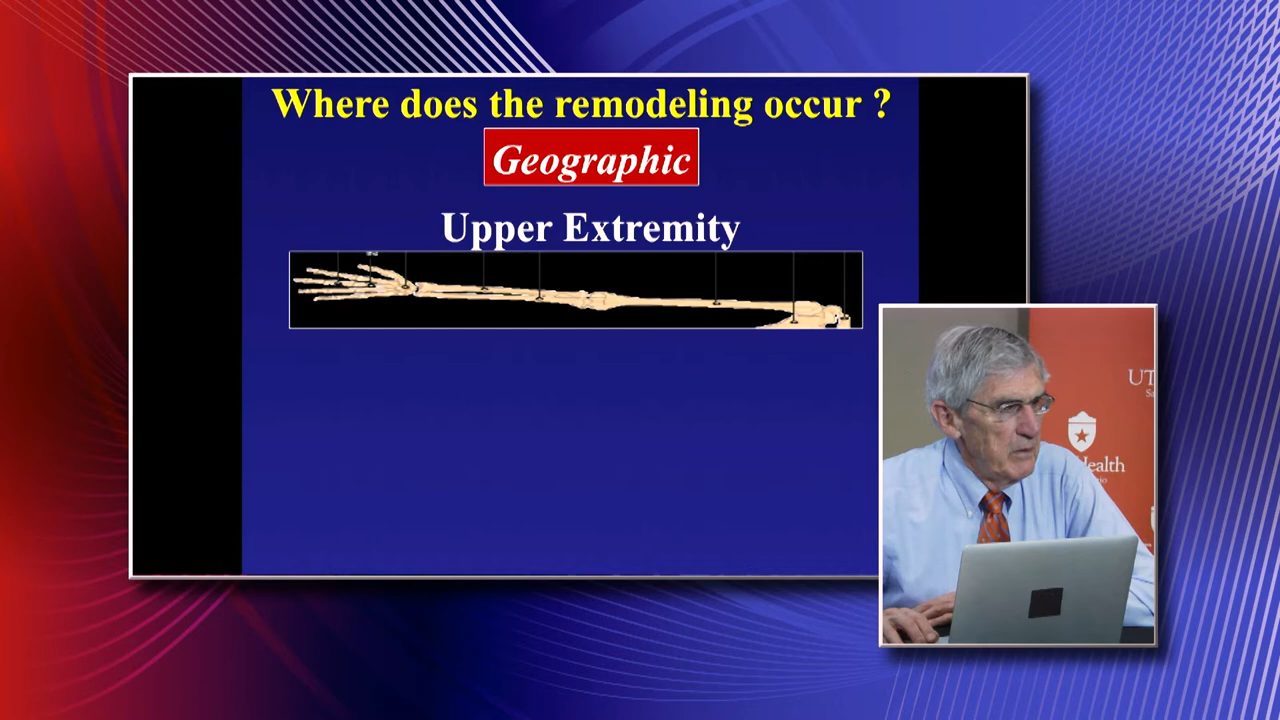 Where does the remodeling occur ?
Geographic
Upper Extremity
UT
Health